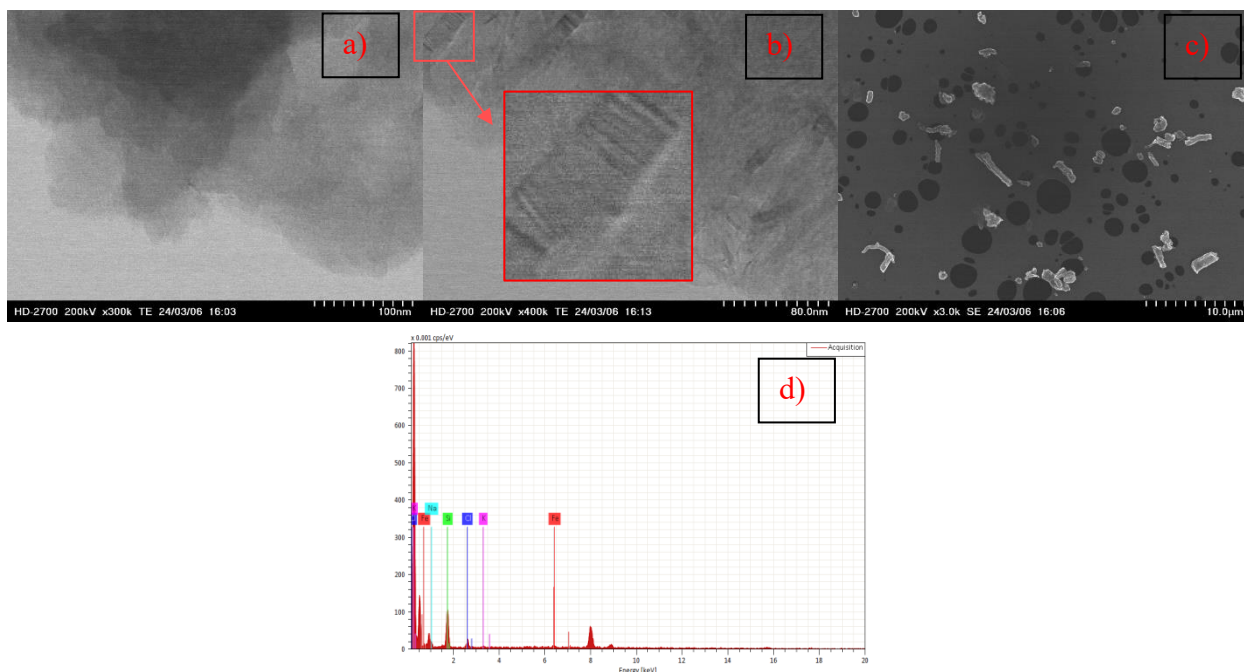 a)
HD-2700 200kV x300k TE 24/03/06 16:03
100nm
b)
HD-2700 200kV x400k TE 24/03/06 16:13
80.0nm
c)
HD-2700 200kV x3.0k SE 24/03/06 16:06
10.0µm
x 0.001 cps/eV
Acquisition
d)
800
700
600
500
400
300
200
100
0
Na
Fe
Si
Cl
K
Fe
2
4
6
8
10
12
14
16
18
20
Energy [keV]